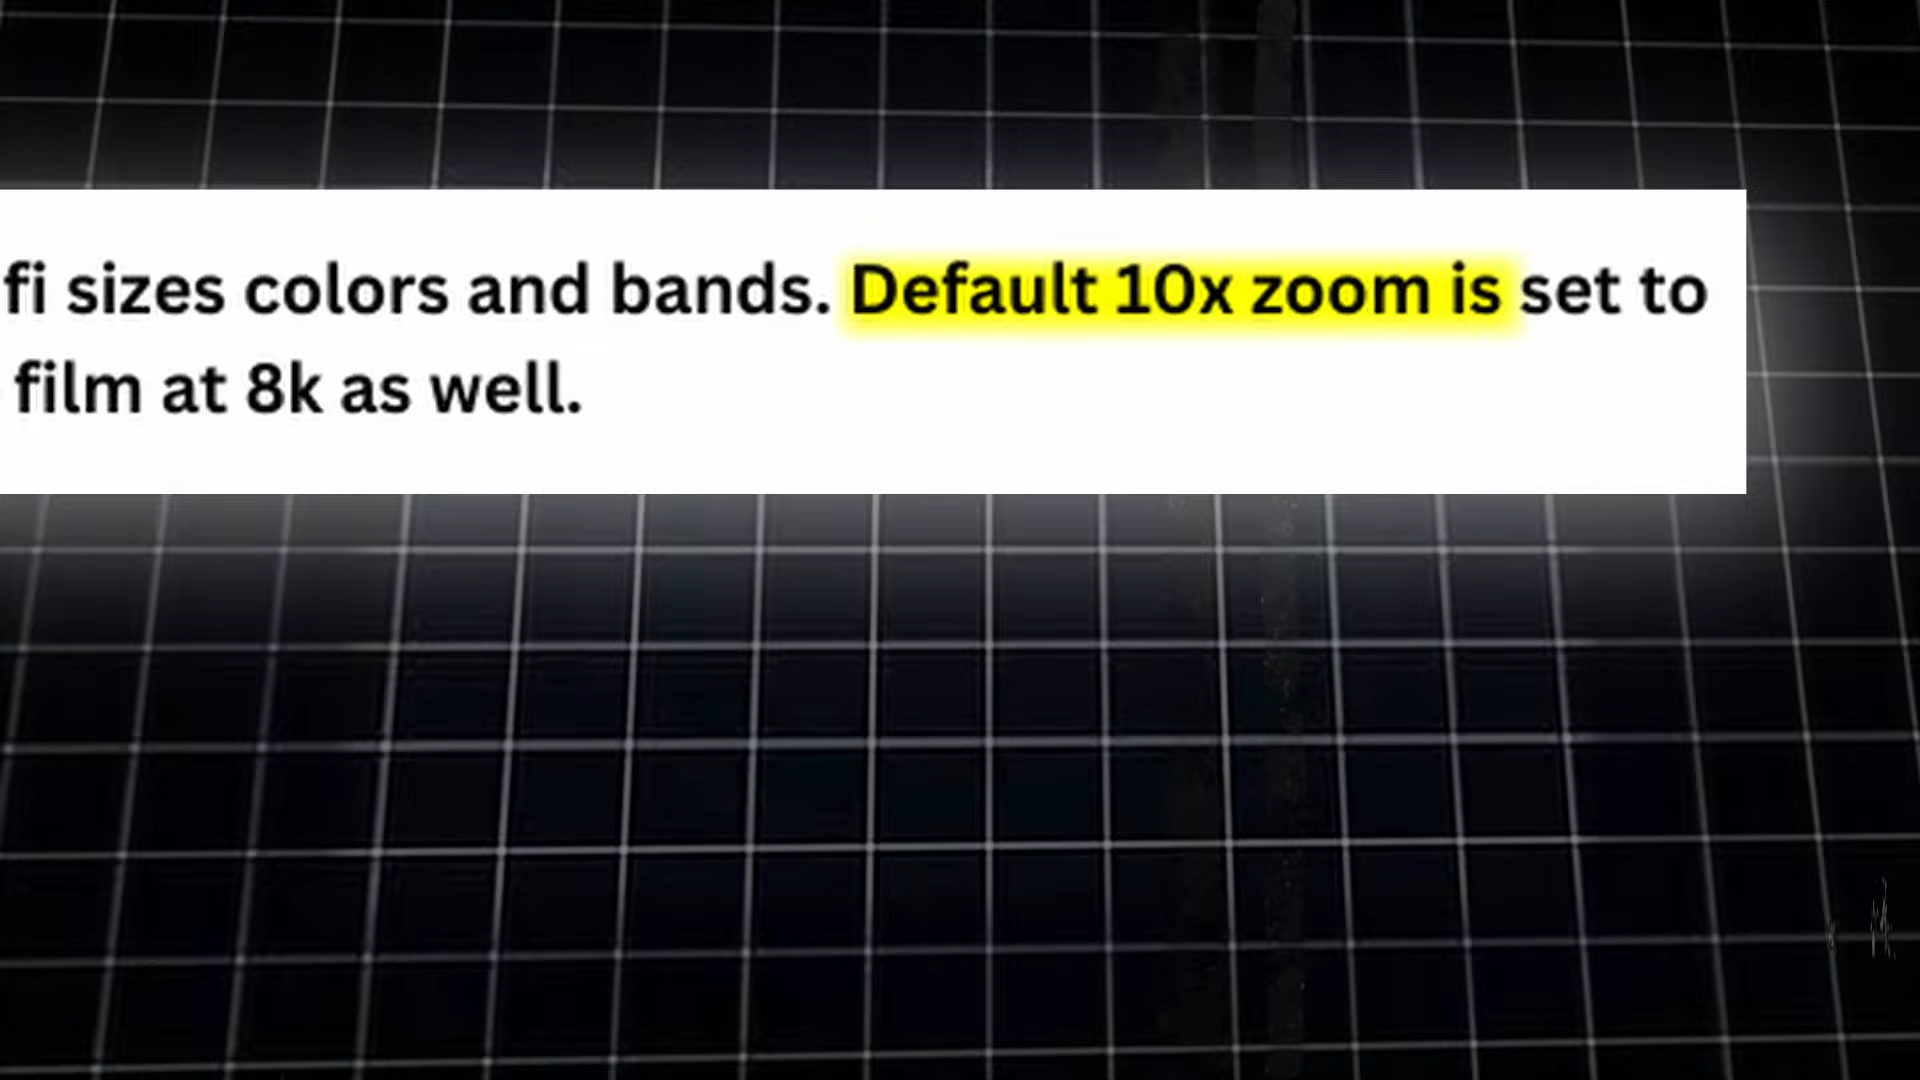 fi sizes colors and bands. Default 10x zoom is set to
film at 8k as well.